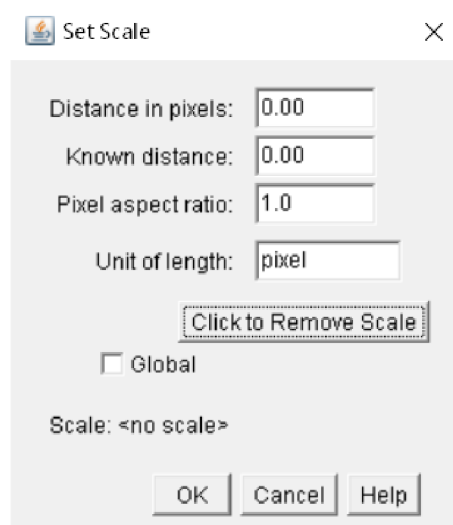 Set Scale
Distance in pixels: 0.00
Known distance: 0.00
Pixel aspect ratio: 1.0
Unit of length: pixel
Click to Remove Scale
Global
Scale: <no scale>
OK Cancel Help